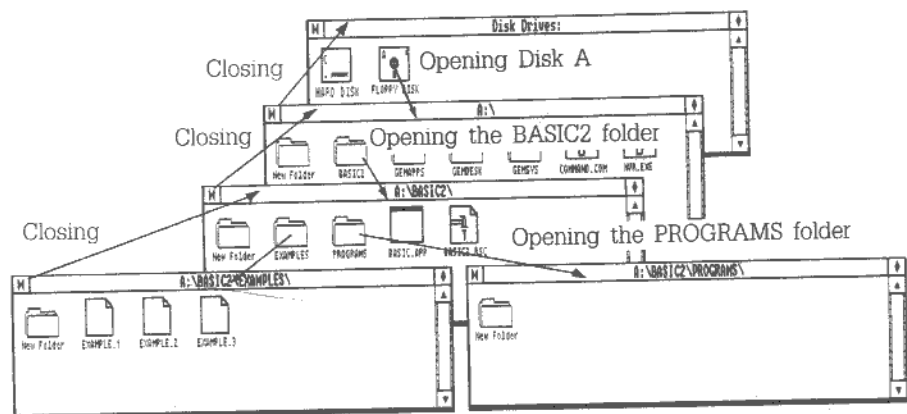 Disk Drives:
Closing
Opening Disk A
HARD DISK
FLOPPY DISK
A:\
Closing
Opening the BASIC2 folder
New Folder
BASIC2
GEMAPPS
GEMDESK
GEMSYS
COMMAND.COM
A:\BASIC2\
Closing
Opening the PROGRAMS folder
New Folder
EXAMPLES
PROGRAMS
BASIC.APP
BASIC2.RSC
A:\BASIC2\EXAMPLES\
A:\BASIC2\PROGRAMS\
New Folder
EXAMPLE.1
EXAMPLE.2
EXAMPLE.3
New Folder